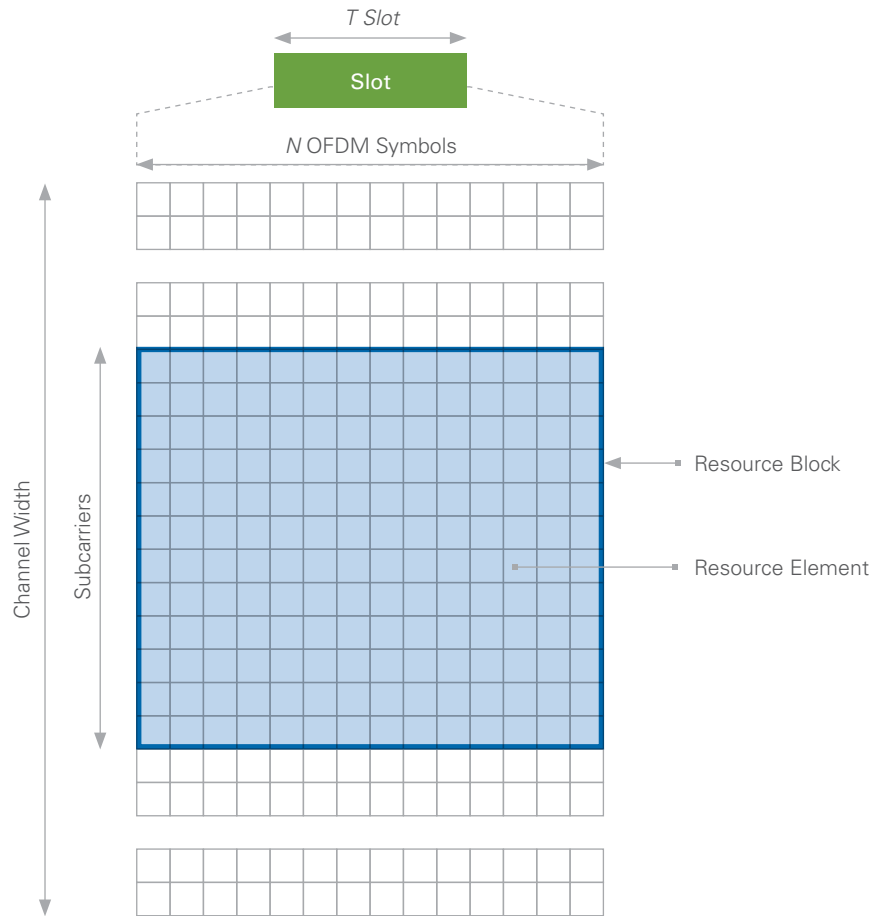 T Slot
Slot
N OFDM Symbols
Channel Width
Subcarriers
Resource Block
Resource Element